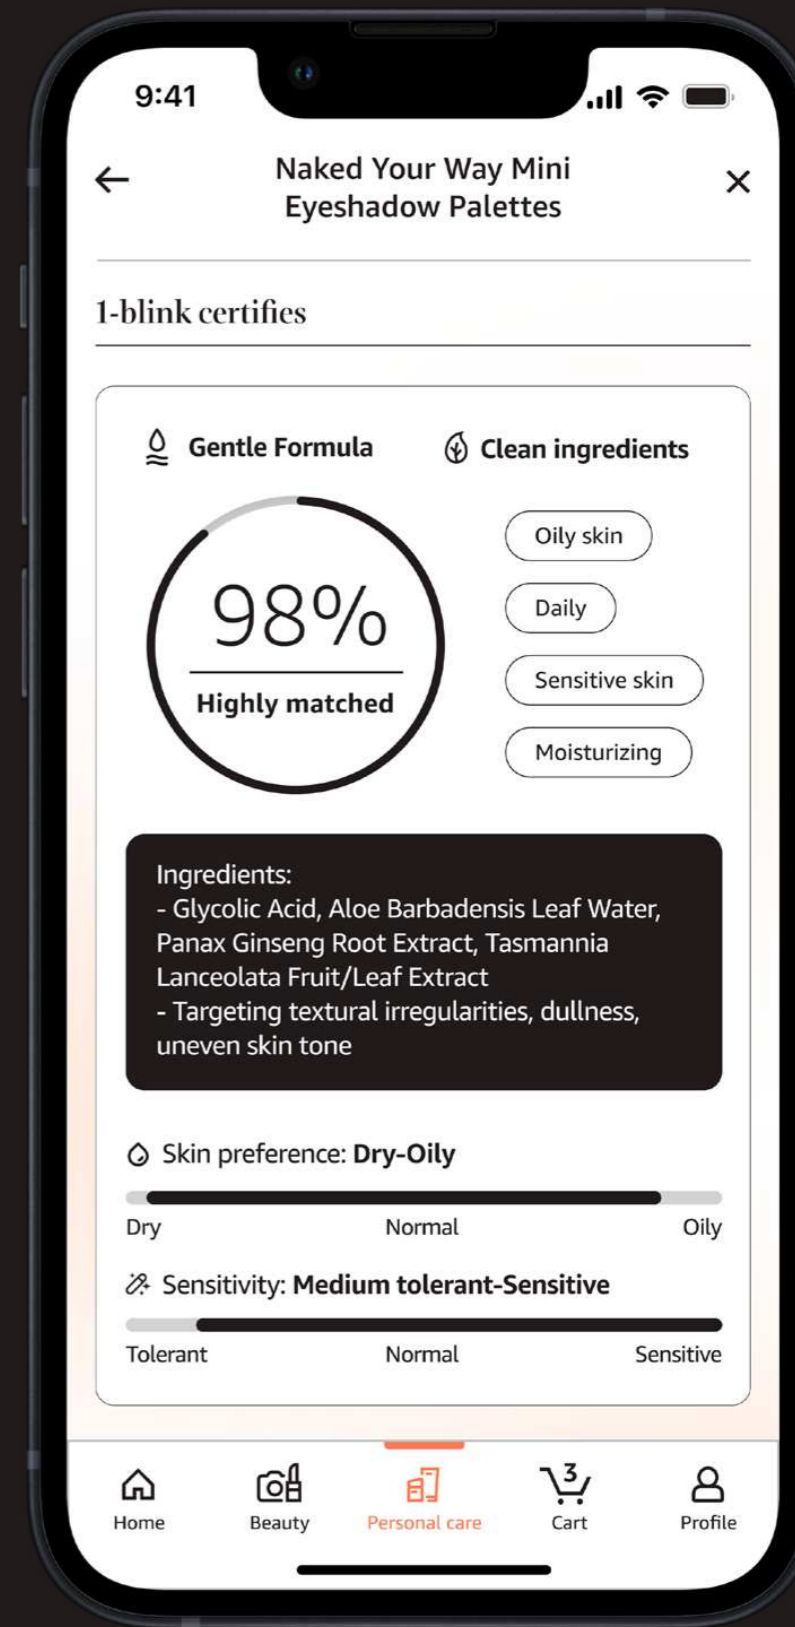 9:41
Naked Your Way Mini
Eyeshadow Palettes
1-blink certifies
Gentle Formula
Clean ingredients
98%
Highly matched
Oily skin
Daily
Sensitive skin
Moisturizing
Ingredients:
- Glycolic Acid, Aloe Barbadensis Leaf Water,
Panax Ginseng Root Extract, Tasmannia
Lanceolata Fruit/Leaf Extract
- Targeting textural irregularities, dullness,
uneven skin tone
Skin preference: Dry-Oily
Dry Normal Oily
Sensitivity: Medium tolerant-Sensitive
Tolerant Normal Sensitive
3
Home Beauty Personal care Cart Profile